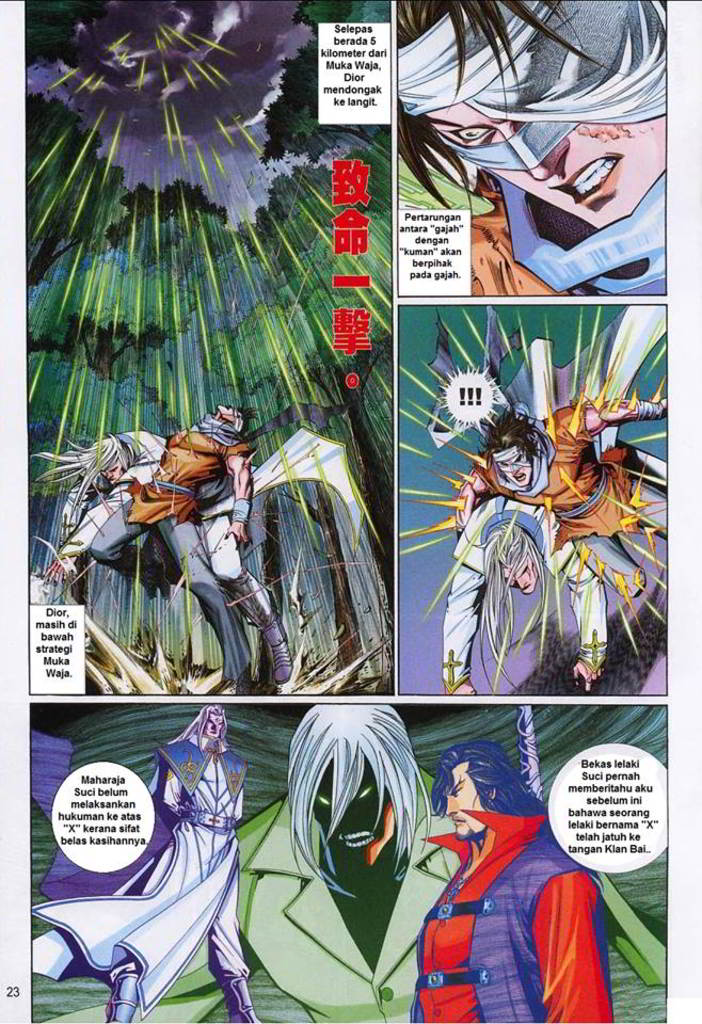 Selepas
berada 5
kilometer dari
Muka Waja,
Dior
mendongak
ke langit.
致命一擊。
Dior,
masih di
bawah
strategi
Muka
Waja.
Pertarungan
antara "gajah"
dengan
"kuman" akan
berpihak
pada gajah.
!!!
Maharaja
Suci belum
melaksankan
hukuman ke atas
"X" kerana sifat
belas kasihannya.
Bekas lelaki
Suci pernah
memberitahu aku
sebelum ini
bahawa seorang
lelaki bernama "X"
telah jatuh ke
tangan Klan Bai..
23